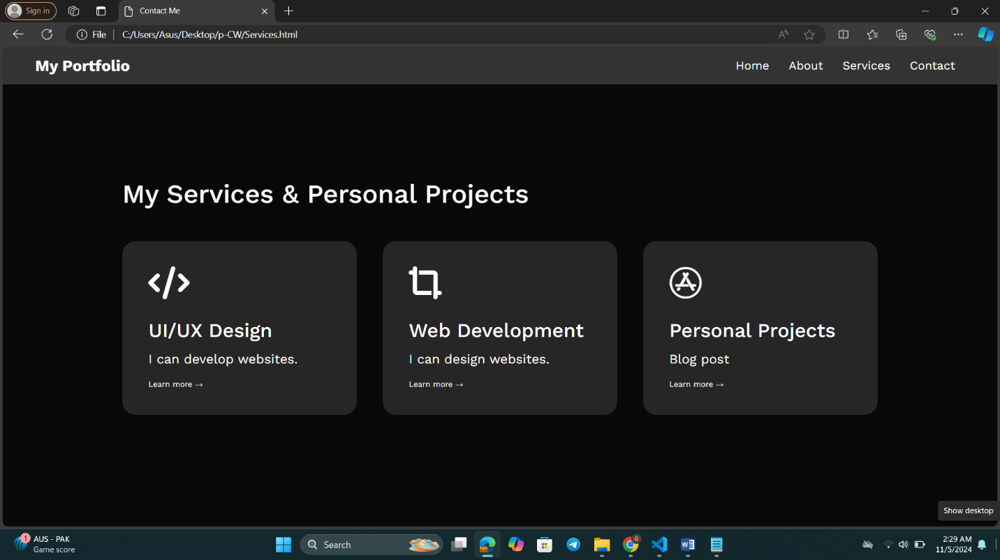 Sign in
Contact Me
File
C:/Users/Asus/Desktop/p-CW/Services.html
My Portfolio
Home About Services Contact
My Services & Personal Projects
UI/UX Design
I can develop websites.
Learn more →
Web Development
I can design websites.
Learn more →
Personal Projects
Blog post
Learn more →
Show desktop
1
AUS - PAK
Game score
Search
G
2:29 AM
11/5/2024